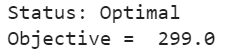 Status: Optimal
Objective =  299.0